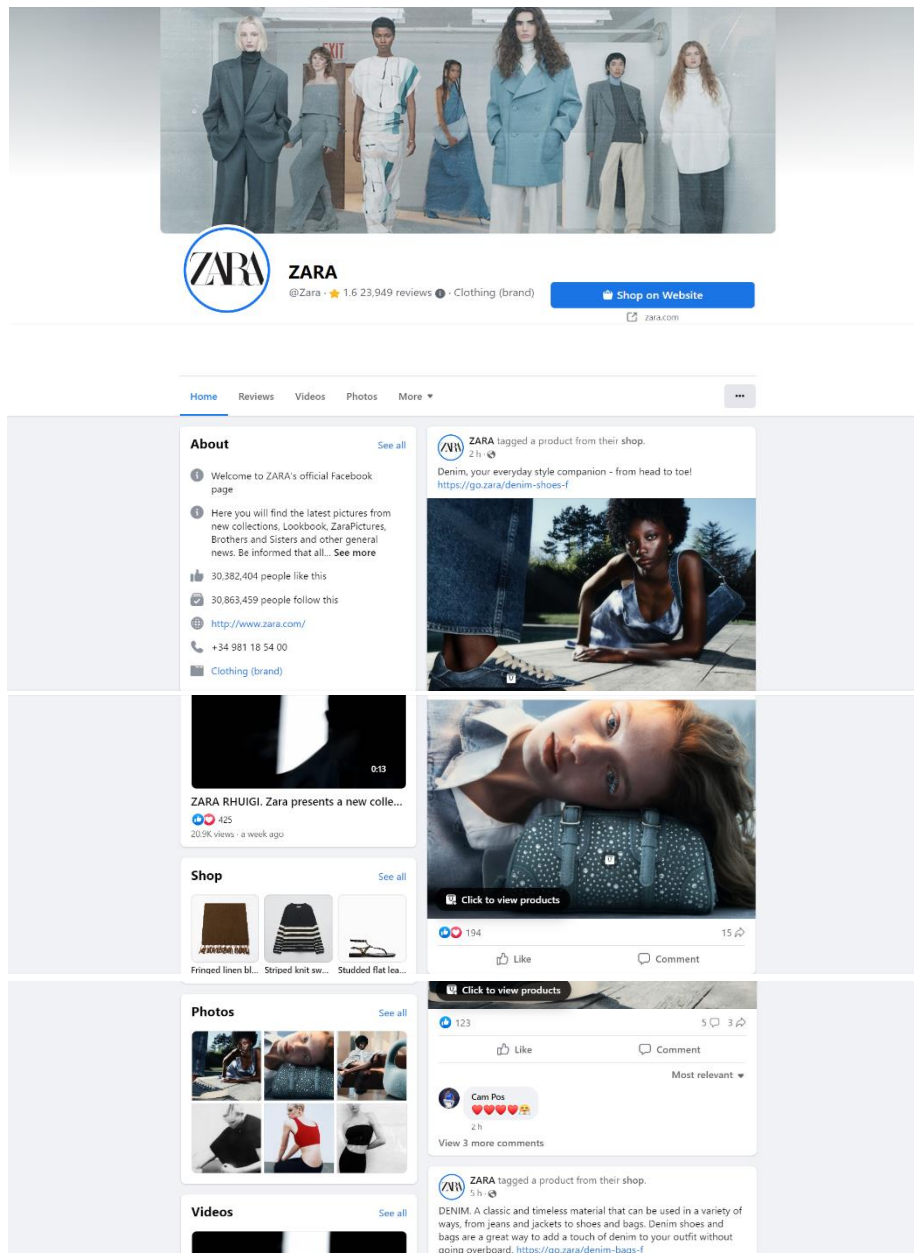 EXIT
ZARA
ZARA
@Zara · ⭐ 1.6 23,949 reviews · Clothing (brand)
Shop on Website
zara.com
Home Reviews Videos Photos More ▾
...
About See all
Welcome to ZARA's official Facebook
page
Here you will find the latest pictures from
new collections, Lookbook, ZaraPictures,
Brothers and Sisters and other general
news. Be informed that all... See more
30,382,404 people like this
30,863,459 people follow this
http://www.zara.com/
+34 981 18 54 00
Clothing (brand)
ZARA
ZARA tagged a product from their shop.
2 h ·
Denim, your everyday style companion - from head to toe!
https://go.zara/denim-shoes-f
0:13
ZARA RHUIGI. Zara presents a new colle...
425
20.9K views · a week ago
Shop See all
Fringed linen bl... Striped knit sw... Studded flat lea...
Click to view products
194 15
Like Comment
Photos See all
Videos See all
Click to view products
123 5 3
Like Comment
Most relevant ▾
Cam Pos
❤️❤️❤️❤️🤗
2 h
View 3 more comments
ZARA
ZARA tagged a product from their shop.
5 h ·
DENIM. A classic and timeless material that can be used in a variety of
ways, from jeans and jackets to shoes and bags. Denim shoes and
bags are a great way to add a touch of denim to your outfit without
going overboard. https://go.zara/denim-bags-f